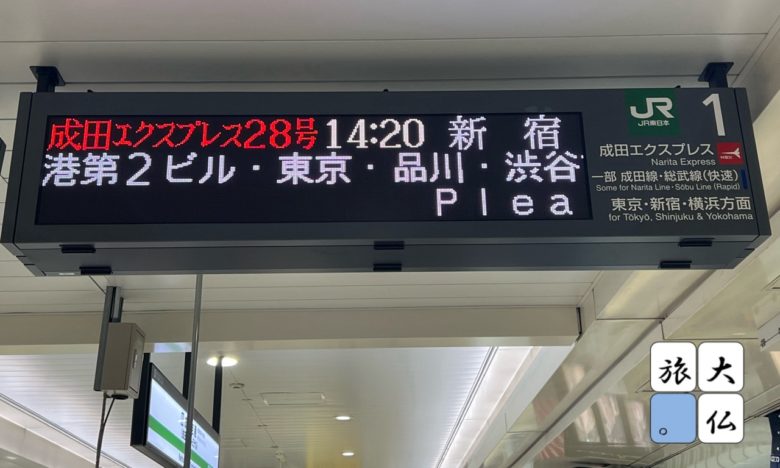 成田エクスプレス28号 14:20 新宿
港第2ビル・東京・品川・渋谷
Plea
JR
JR東日本
1
成田エクスプレス
Narita Express
N'EX
一部 成田線・総武線(快速)
Some for Narita Line・Sōbu Line (Rapid)
東京・新宿・横浜方面
for Tōkyō, Shinjuku & Yokohama
大仏
旅。